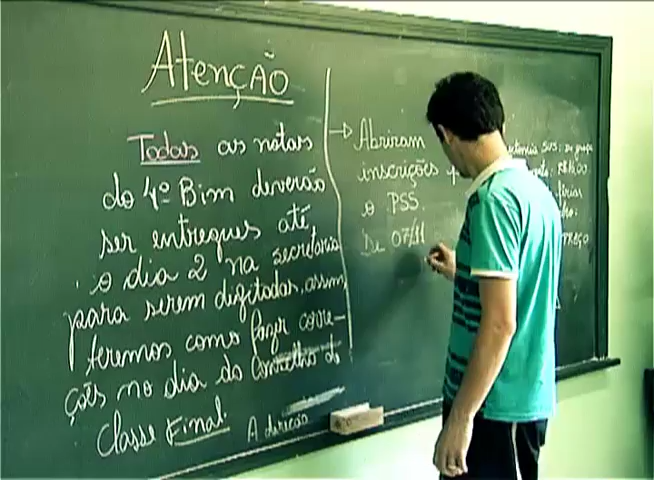 Atenção
Todas as notas
do 4º Bim deverão
ser entregues até
o dia 2 na secretaria
para serem digitadas, assim
teremos como fazer corre-
ções no dia do Conselho de
Classe Final.
A direção
Abriram
inscrições p
o PSS.
De 07/11